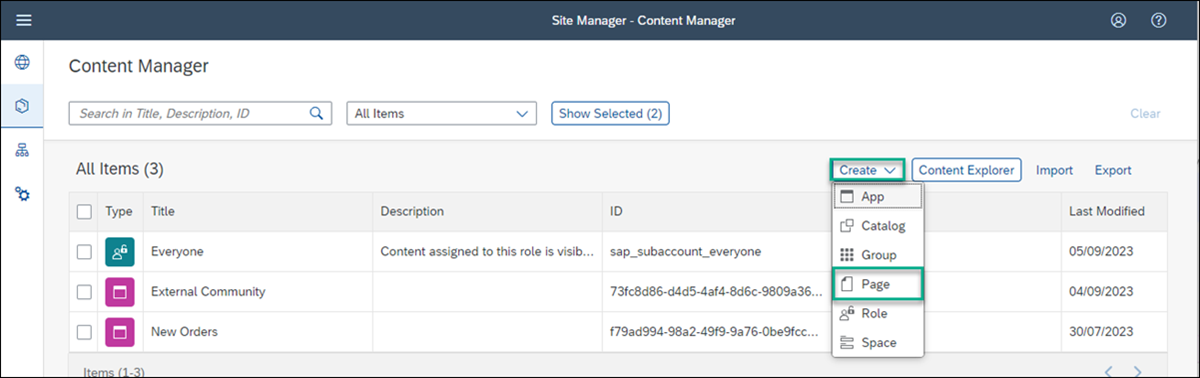 Site Manager - Content Manager
Content Manager
Search in Title, Description, ID
All Items
Show Selected (2)
Clear
All Items (3)
Create
Content Explorer
Import
Export
App
Catalog
Group
Page
Role
Space
Type Title Description ID Last Modified
Everyone Content assigned to this role is visib... sap_subaccount_everyone 05/09/2023
External Community 73fc8d86-d4d5-4af4-8d6c-9809a36... 04/09/2023
New Orders f79ad994-98a2-49f9-9a76-0be9fcc... 30/07/2023
Items (1-3)